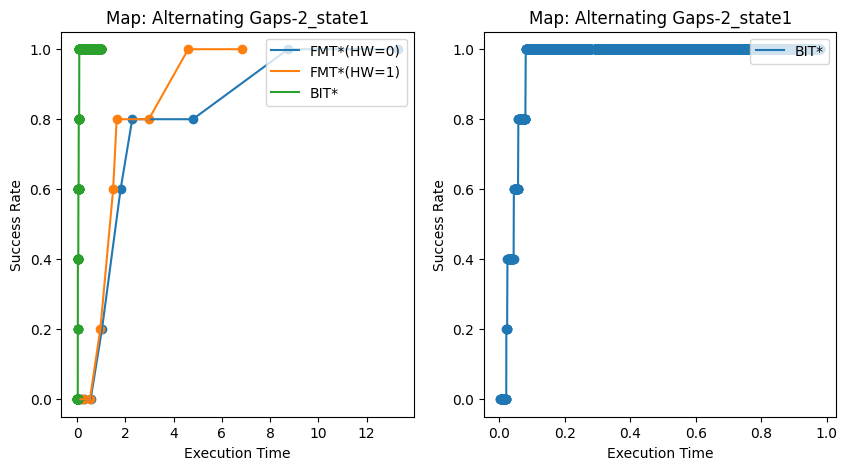 Map: Alternating Gaps-2_state1
Success Rate
1.0
0.8
0.6
0.4
0.2
0.0
FMT*(HW=0)
FMT*(HW=1)
BIT*
0 2 4 6 8 10 12
Execution Time
Map: Alternating Gaps-2_state1
Success Rate
1.0
0.8
0.6
0.4
0.2
0.0
BIT*
0.0 0.2 0.4 0.6 0.8 1.0
Execution Time